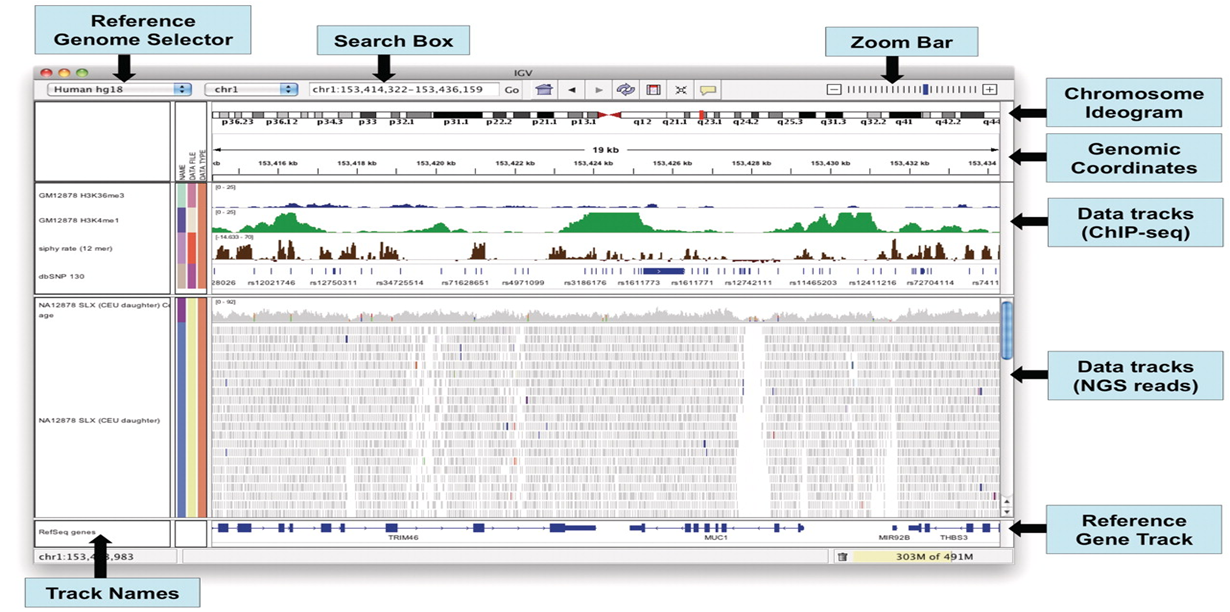 Reference
Genome Selector
Search Box
Zoom Bar
IGV
Human hg18
chr1
chr1:153,414,322-153,436,159
Go
Chromosome
Ideogram
p36.23 p36.12 p34.3 p33 p32.1 p31.1 p22.2 p21.1 p13.1 q12 q21.1 q23.1 q24.2 q25.3 q31.3 q32.2 q41 q42.2 q44
19 kb
Genomic
Coordinates
kb 153,416 kb 153,418 kb 153,420 kb 153,422 kb 153,424 kb 153,426 kb 153,428 kb 153,430 kb 153,432 kb 153,434
NAME
DATA FILE
DATA TYPE
GM12878 H3K36me3
[0 - 25]
GM12878 H3K4me1
[0 - 25]
Data tracks
(ChIP-seq)
siphy rate (12 mer)
[-14.633 - 70]
dbSNP 130
28026 rs12021746 rs12750311 rs34725514 rs71628651 rs4971099 rs3186176 rs1611773 rs1611771 rs12742111 rs11465203 rs12411216 rs72704114 rs7411
NA12878 SLX (CEU daughter) Co
age
[0 - 92]
Data tracks
(NGS reads)
NA12878 SLX (CEU daughter)
RefSeq genes
TRIM46 MUC1 MIR92B THBS3
Reference
Gene Track
303M of 491M
Track Names